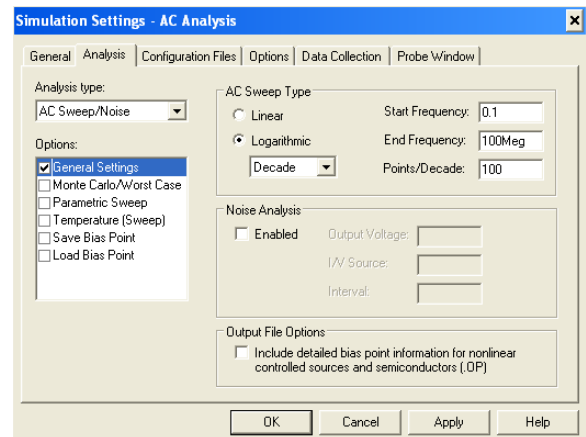 Simulation Settings - AC Analysis
General Analysis Configuration Files Options Data Collection Probe Window
Analysis type:
AC Sweep/Noise
Options:
General Settings
Monte Carlo/Worst Case
Parametric Sweep
Temperature (Sweep)
Save Bias Point
Load Bias Point
AC Sweep Type
Linear
Logarithmic
Decade
Start Frequency: 0.1
End Frequency: 100Meg
Points/Decade: 100
Noise Analysis
Enabled
Output Voltage:
I/V Source:
Interval:
Output File Options
Include detailed bias point information for nonlinear
controlled sources and semiconductors (.OP)
OK Cancel Apply Help